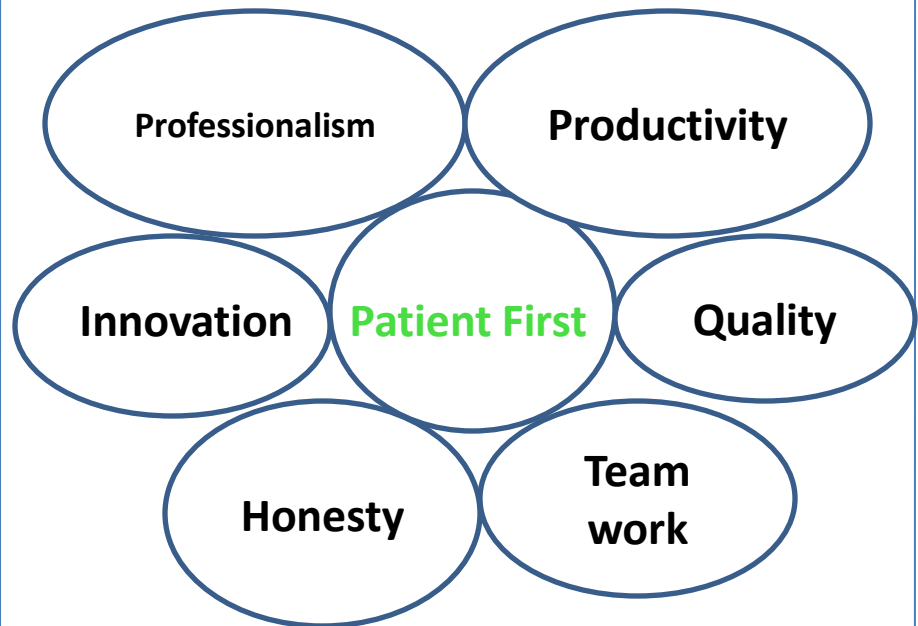 Professionalism
Productivity
Innovation
Patient First
Quality
Honesty
Team
work